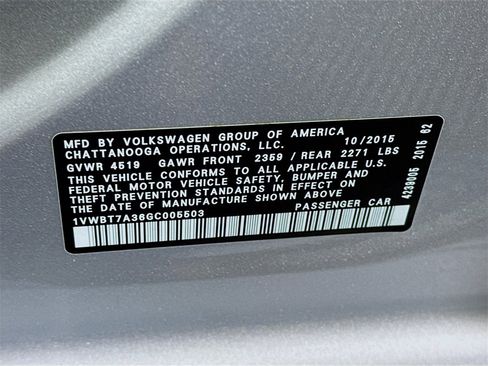 MFD BY VOLKSWAGEN GROUP OF AMERICA
CHATTANOOGA OPERATIONS, LLC. 10/2015
GVWR 4519 GAWR FRONT 2359 / REAR 2271 LBS
THIS VEHICLE CONFORMS TO ALL APPLICABLE U.S.
FEDERAL MOTOR VEHICLE SAFETY, BUMPER AND
THEFT PREVENTION STANDARDS IN EFFECT ON
THE DATE OF MANUFACTURE SHOWN ABOVE
1VWBT7A36GC005503 PASSENGER CAR
4239006 2015 62